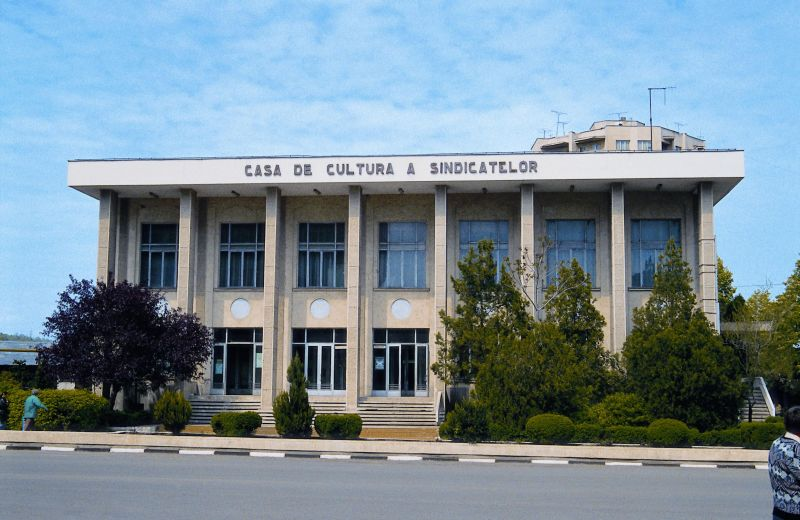 CASA DE CULTURA A SINDICATELOR